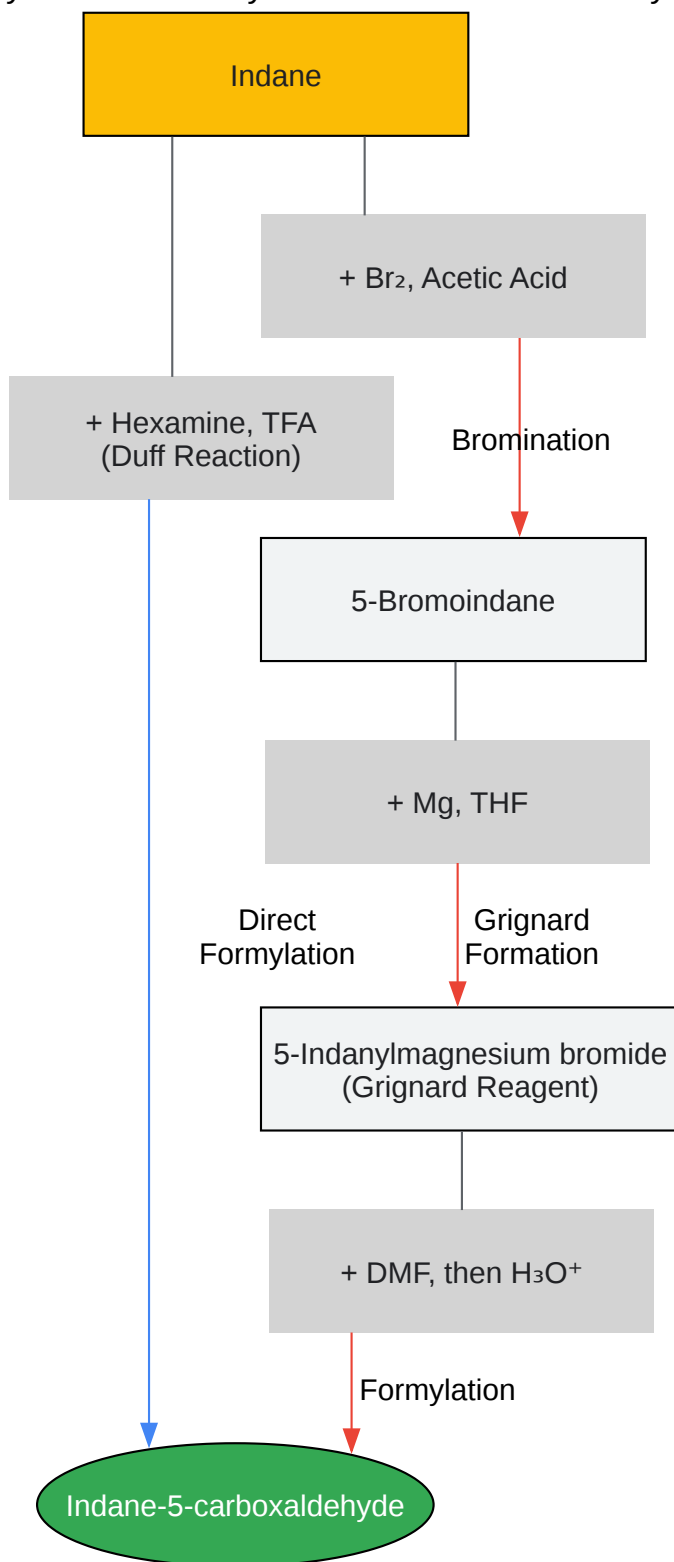 Indane
+ Br₂, Acetic Acid
+ Hexamine, TFA
(Duff Reaction)
Bromination
5-Bromoindane
+ Mg, THF
Direct
Formylation
Grignard
Formation
5-Indanylmagnesium bromide
(Grignard Reagent)
+ DMF, then H₃O⁺
Formylation
Indane-5-carboxaldehyde